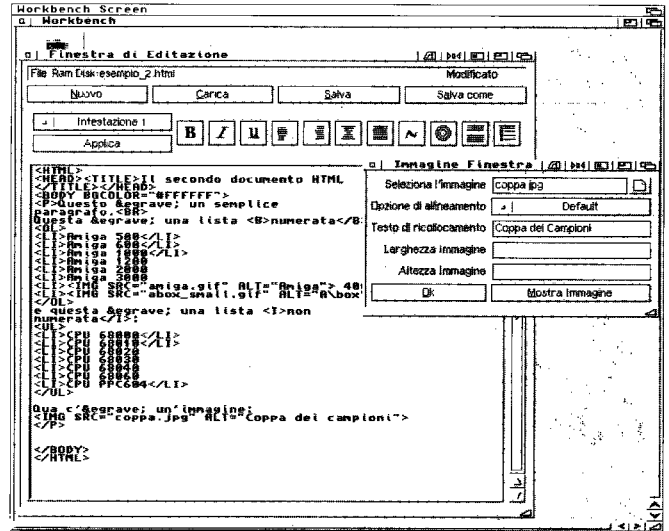 Workbench Screen
Workbench
Finestra di Editazione
File Ram Disk:esempio_2.html
Modificato
Nuovo
Carica
Salva
Salva come
Intestazione 1
Applica
B I U
<HTML>
<HEAD><TITLE>Il secondo documento HTML
</TITLE></HEAD>
<BODY BGCOLOR="#FFFFFF">
<P>Questo &egrave; un semplice
paragrafo.<BR>
Questa &egrave; una lista <B>numerata</B
<OL>
<LI>Amiga 500</LI>
<LI>Amiga 600</LI>
<LI>Amiga 1000</LI>
<LI>Amiga 1200
<LI>Amiga 2000
<LI>Amiga 3000
<LI><IMG SRC="amiga.gif" ALT="Amiga"> 40
<LI><IMG SRC="abox_small.gif" ALT="A\box"
</OL>
e questa &egrave; una lista <I>non
numerata</I>:
<UL>
<LI>CPU 68000</LI>
<LI>CPU 68010</LI>
<LI>CPU 68020
<LI>CPU 68030
<LI>CPU 68040
<LI>CPU 68060
<LI>CPU PPC604</LI>
</UL>
Qua c'&egrave; un'immagine:
<IMG SRC="coppa.jpg" ALT="Coppa dei campioni">
</P>
</BODY>
</HTML>
Immagine Finestra
Seleziona l'immagine
coppa.jpg
Opzione di allineamento
Default
Testo di ricollocamento
Coppa dei Campioni
Larghezza Immagine
Altezza Immagine
Ok
Mostra Immagine